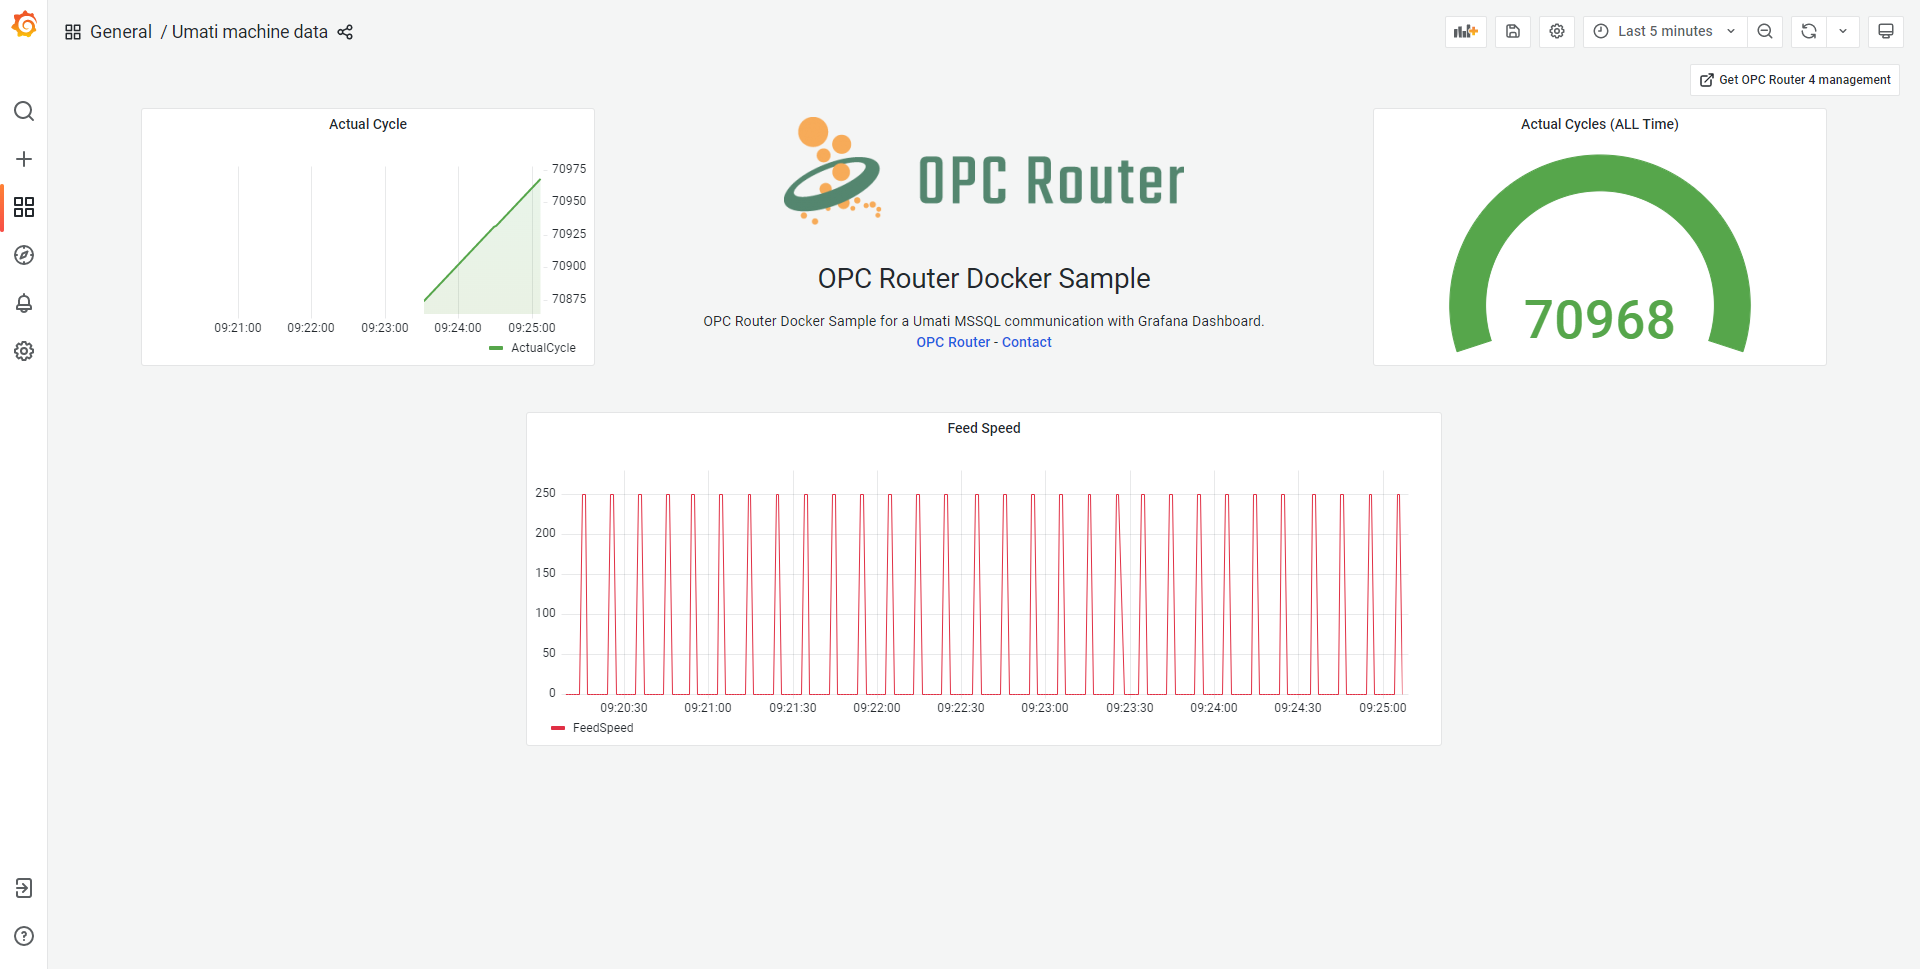 General / Umati machine data
Last 5 minutes
Get OPC Router 4 management
Actual Cycle
70975
70950
70925
70900
70875
09:21:00 09:22:00 09:23:00 09:24:00 09:25:00
ActualCycle
OPC Router
OPC Router Docker Sample
OPC Router Docker Sample for a Umati MSSQL communication with Grafana Dashboard.
OPC Router - Contact
Actual Cycles (ALL Time)
70968
Feed Speed
250
200
150
100
50
0
09:20:30 09:21:00 09:21:30 09:22:00 09:22:30 09:23:00 09:23:30 09:24:00 09:24:30 09:25:00
FeedSpeed